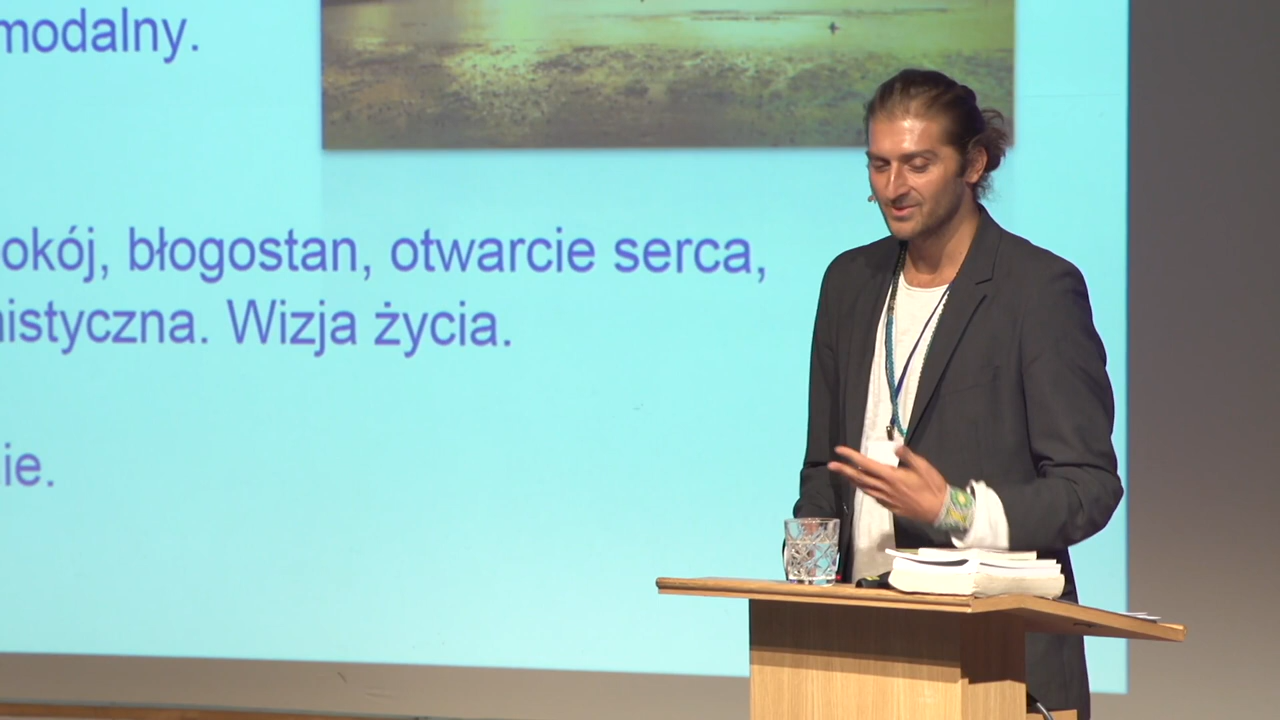 modalny.
okój, błogostan, otwarcie serca,
istyczna. Wizja życia.
ie.